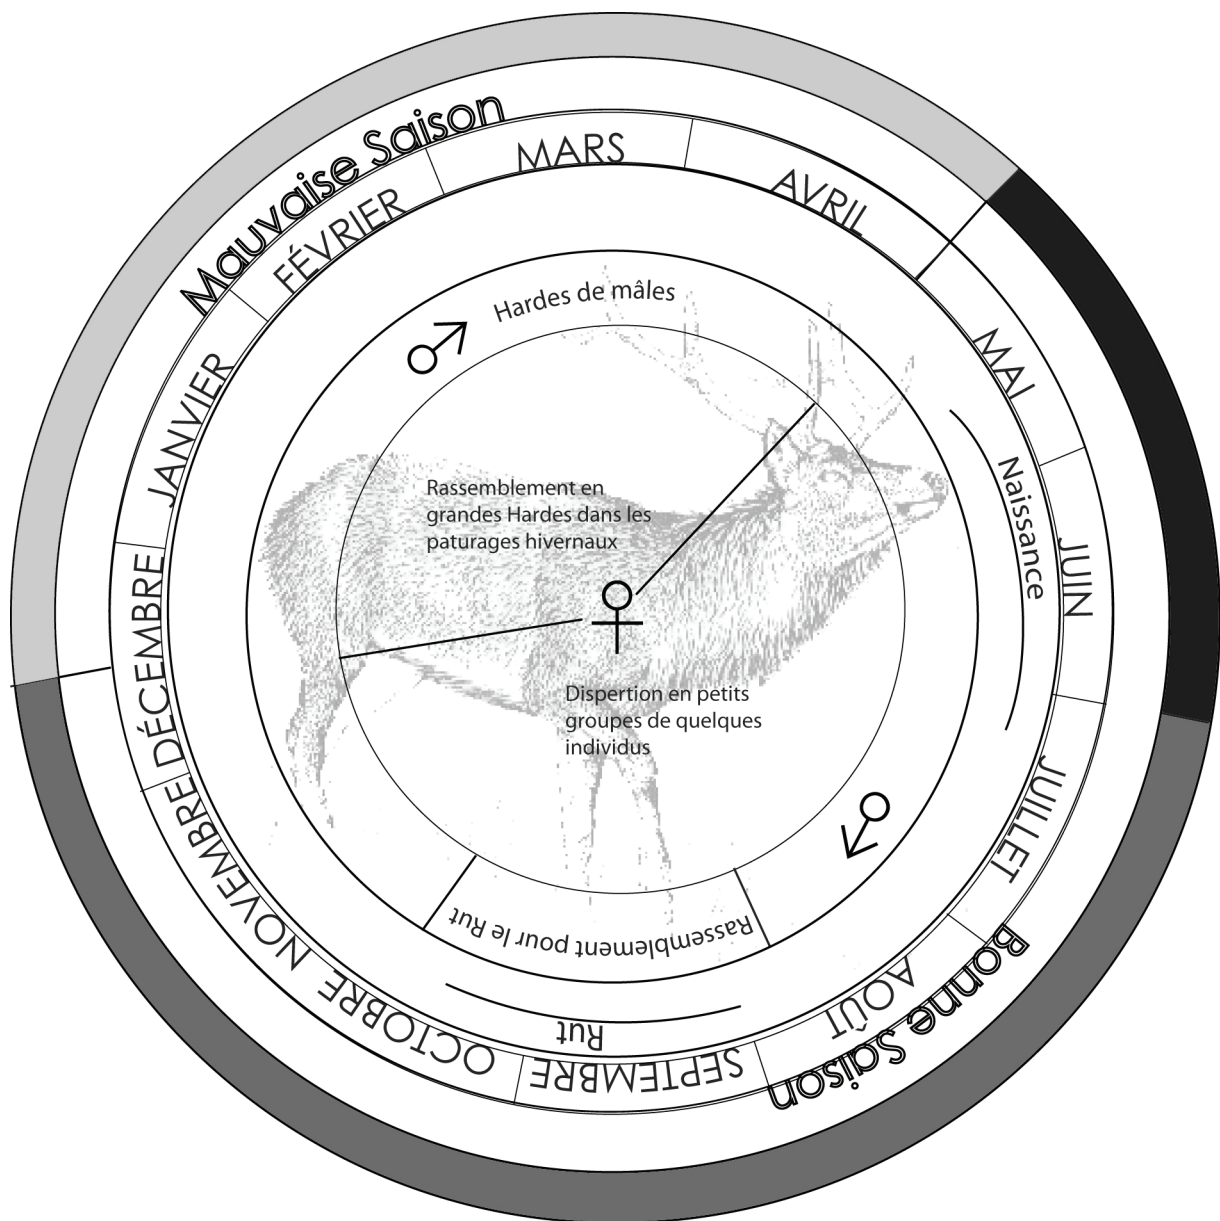 Mauvaise Saison
JANVIER
FÉVRIER
MARS
AVRIL
MAI
JUIN
JUILLET
AOÛT
SEPTEMBRE
OCTOBRE
NOVEMBRE
DÉCEMBRE
Bonne Saison
Hardes de mâles
Naissance
Rassemblement en
grandes Hardes dans les
paturages hivernaux
Dispertion en petits
groupes de quelques
individus
Rassemblement pour le Rut
Rut